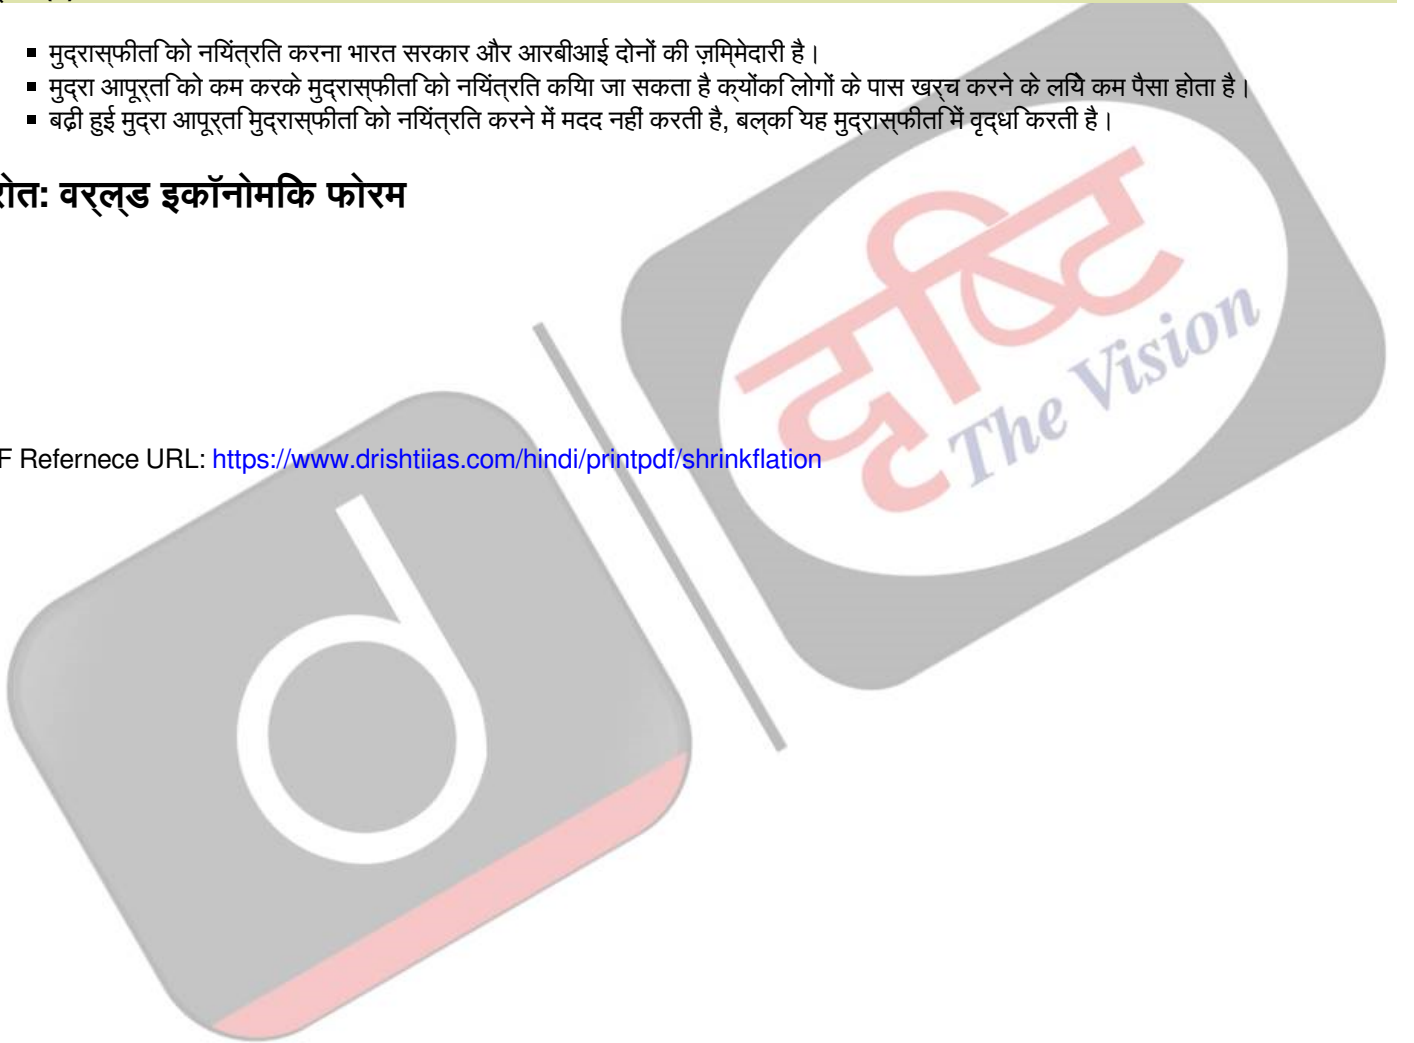 मुद्रास्फीति को नियंत्रित करना भारत सरकार और आरबीआई दोनों की ज़िम्मेदारी है।
मुद्रा आपूर्ति को कम करके मुद्रास्फीति को नियंत्रित किया जा सकता है क्योंकि लोगों के पास खर्च करने के लिये कम पैसा होता है।
बढ़ी हुई मुद्रा आपूर्ति मुद्रास्फीति को नियंत्रित करने में मदद नहीं करती है, बल्कि यह मुद्रास्फीति में वृद्धि करती है।
रोत: वर्ल्ड इकॉनोमिक फोरम
दृष्टि
The Vision
F Refernece URL: https://www.drishtiias.com/hindi/printpdf/shrinkflation
d